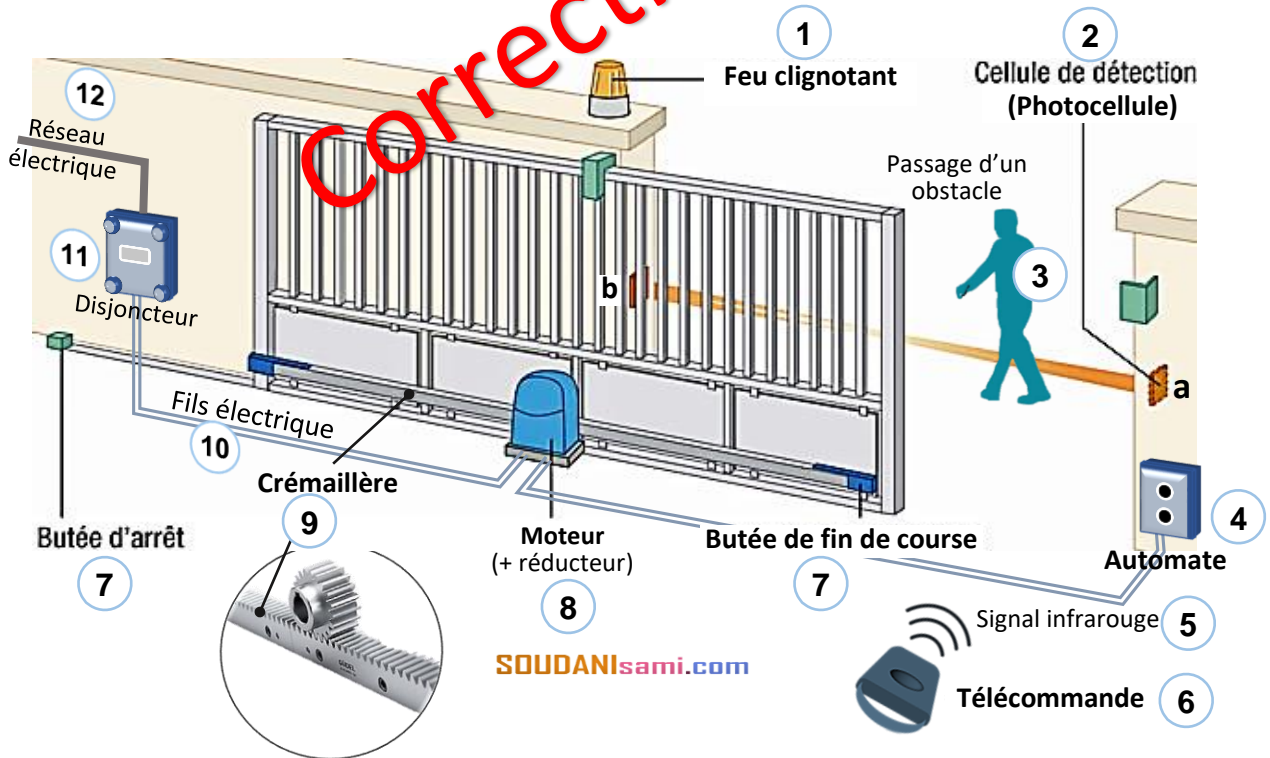 Correct
1
Feu clignotant
2
Cellule de détection
(Photocellule)
12
Réseau
électrique
Passage d'un
obstacle
3
11
Disjoncteur
b
a
Fils électrique
10
Crémaillère
9
Butée d'arrêt
7
Moteur
(+ réducteur)
8
Butée de fin de course
7
4
Automate
Signal infrarouge
5
Télécommande
6
GÜDEL
SOUDANIsami.com